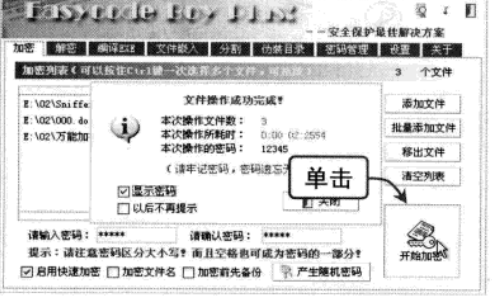 Easycode Boy Plus!
--安全保护最佳解决方案
加密 解密 编译EXE 文件嵌入 分割 伪装目录 密码管理 设置 关于
加密列表(可以按住Ctrl键一次选择多个文件,可拖放) 3 个文件
E:\02\Sniffe
E:\02\000.do
E:\02\万能加
文件操作成功完成!
本次操作文件数: 3
本次操作所耗时: 0:00
本次操作的密码: 12345
(请牢记密码,密码遗忘
显示密码
以后不再提示
关闭
添加文件
批量添加文件
移出文件
清空列表
单击
开始加密
请输入密码: ***** 请确认密码: *****
提示:请注意密码区分大小写!而且空格也可成为密码的一部分!
启用快速加密 加密文件名 加密前先备份 产生随机密码